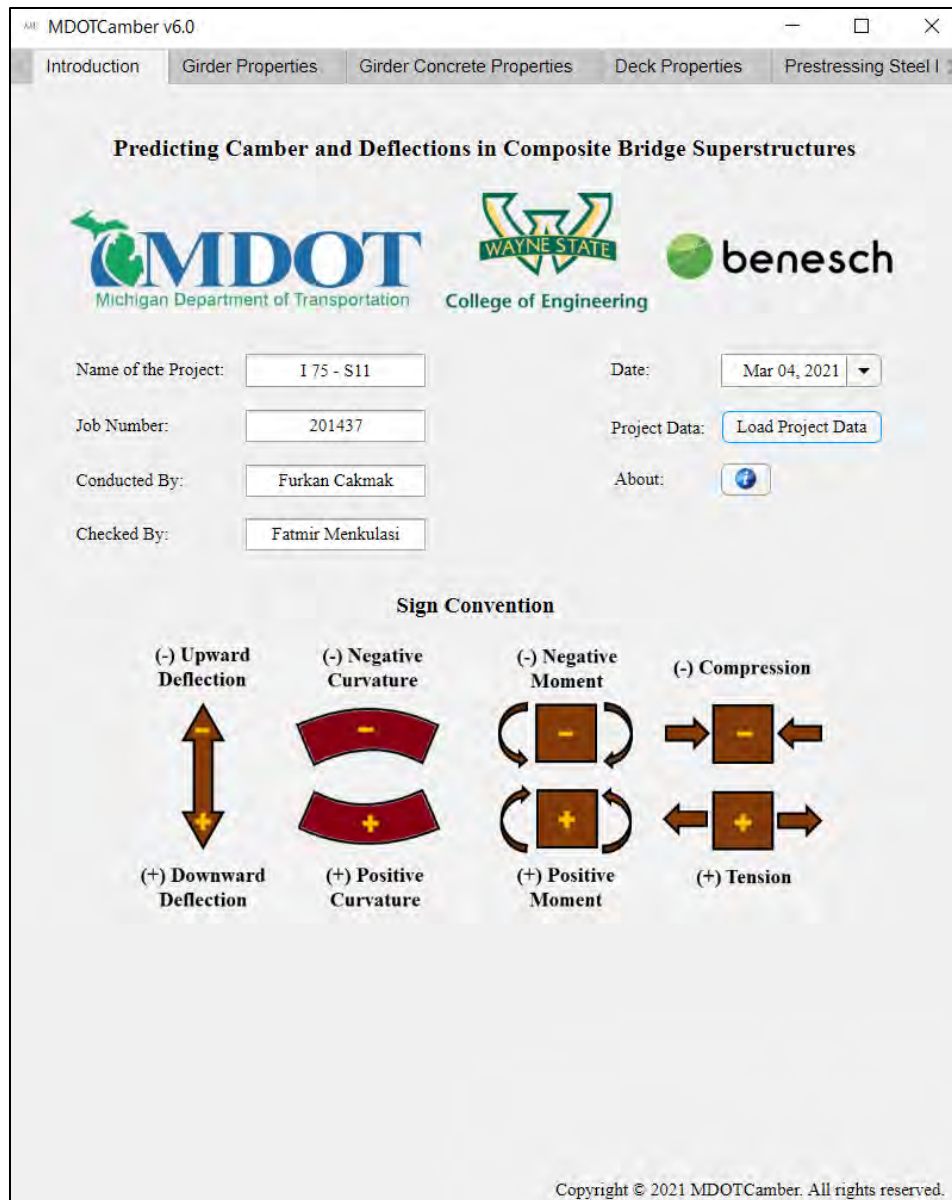 MDOTCamber v6.0
Introduction Girder Properties Girder Concrete Properties Deck Properties Prestressing Steel I
Predicting Camber and Deflections in Composite Bridge Superstructures
MDOT
Michigan Department of Transportation
WAYNE STATE
College of Engineering
benesch
Name of the Project: I 75 - S11 Date: Mar 04, 2021
Job Number: 201437 Project Data: Load Project Data
Conducted By: Furkan Cakmak About:
Checked By: Fatmir Menkulasi
Sign Convention
(-) Upward
Deflection
(-) Negative
Curvature
(-) Negative
Moment
(-) Compression
- - - -
+ + + +
(+) Downward
Deflection
(+) Positive
Curvature
(+) Positive
Moment
(+) Tension
Copyright © 2021 MDOTCamber. All rights reserved.